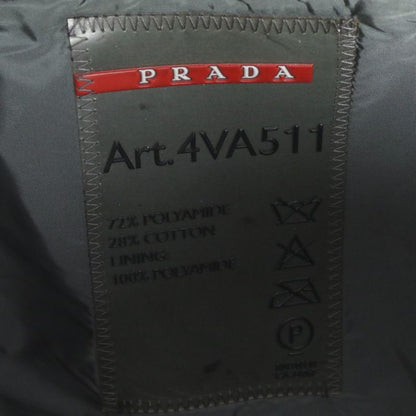 PRADA
Art.4VA511
72% POLYAMIDE
28% COTTON
LINING:
100% POLYAMIDE
P